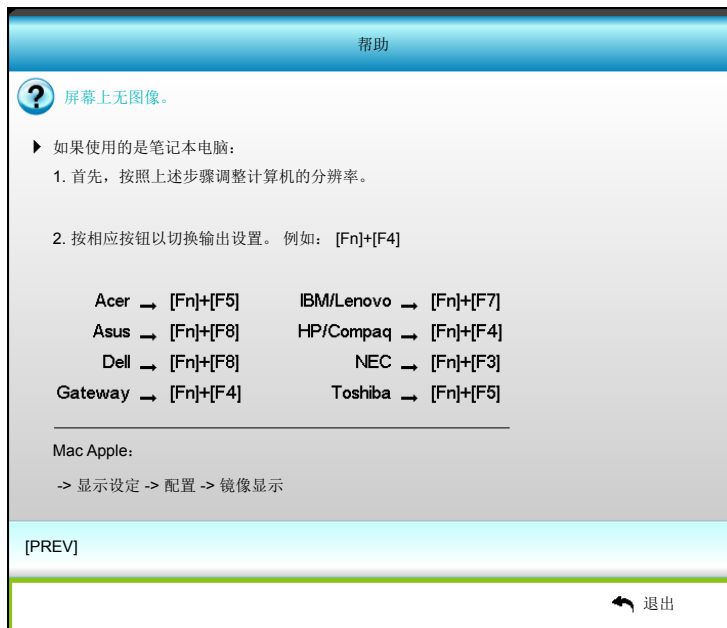 帮助
屏幕上无图像。
如果使用的是笔记本电脑：
1. 首先，按照上述步骤调整计算机的分辨率。
2. 按相应按钮以切换输出设置。 例如： [Fn]+[F4]
Acer → [Fn]+[F5] IBM/Lenovo → [Fn]+[F7]
Asus → [Fn]+[F8] HP/Compaq → [Fn]+[F4]
Dell → [Fn]+[F8] NEC → [Fn]+[F3]
Gateway → [Fn]+[F4] Toshiba → [Fn]+[F5]
Mac Apple：
-> 显示设定 -> 配置 -> 镜像显示
[PREV]
退出